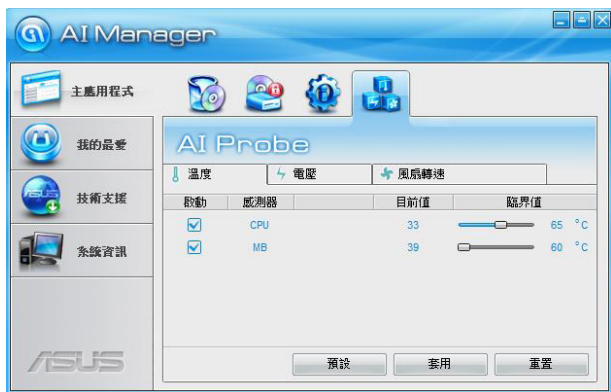 AI Manager
主應用程式
我的最愛
技術支援
系統資訊
ASUS
AI Probe
溫度 電壓 風扇轉速
啟動 感測器 目前值 臨界值
CPU 33 65 °C
MB 39 60 °C
預設 套用 重置